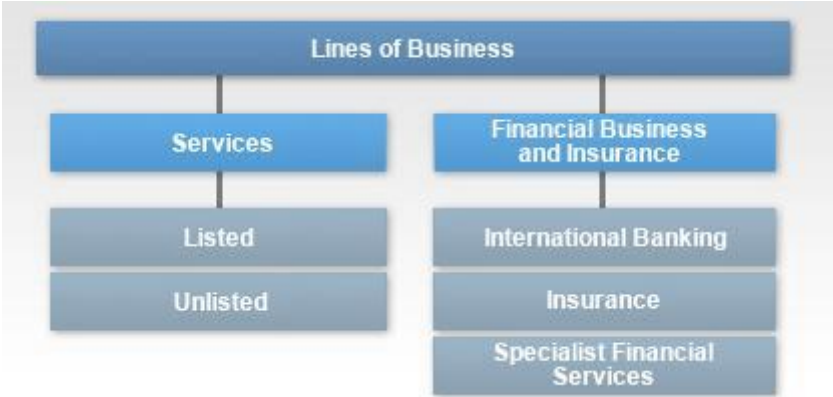 Lines of Business
Services
Listed
Unlisted
Financial Business
and Insurance
International Banking
Insurance
Specialist Financial
Services